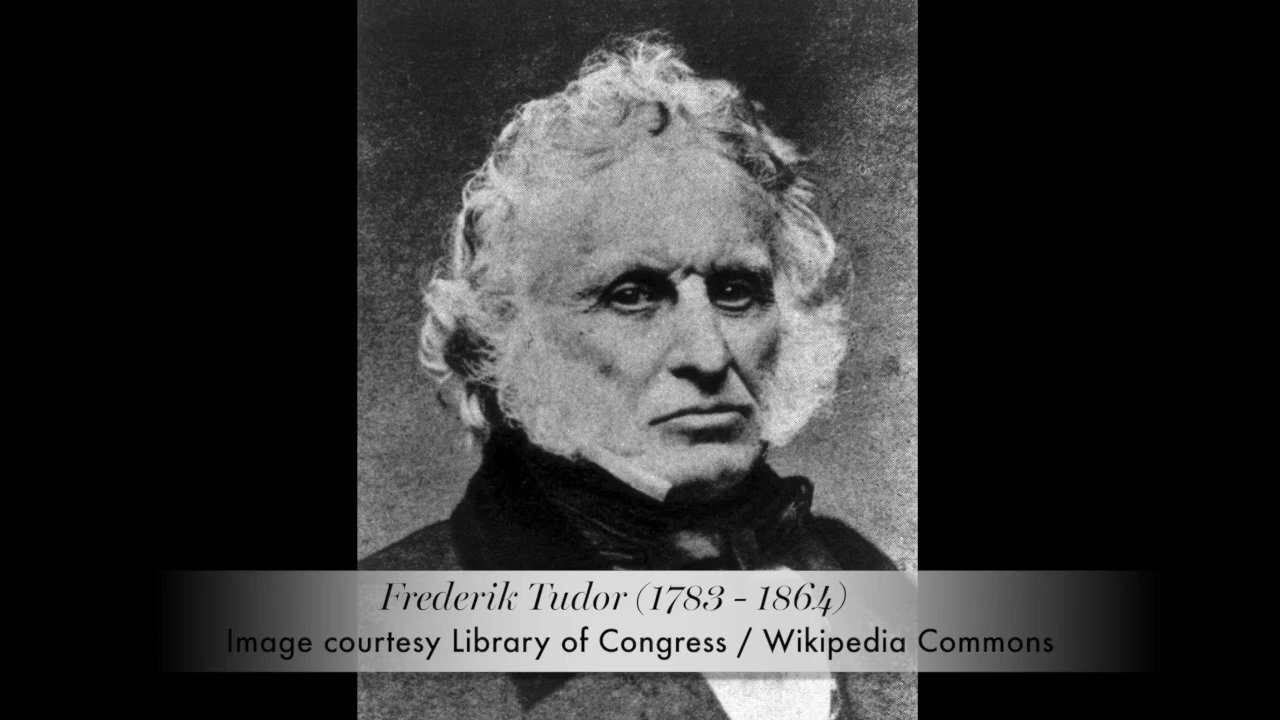 Frederik Tudor (1783 - 1864)
Image courtesy Library of Congress / Wikipedia Commons